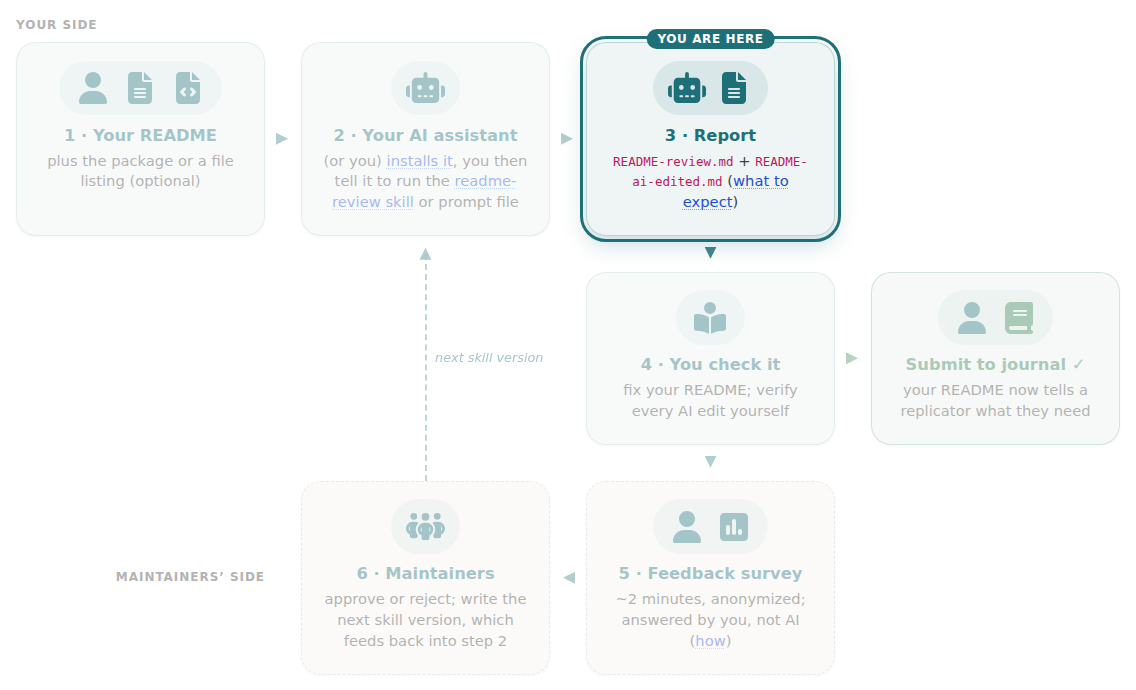 YOUR SIDE
1 · Your README
plus the package or a file
listing (optional)
2 · Your AI assistant
(or you) installs it, you then
tell it to run the readme-
review skill or prompt file
YOU ARE HERE
3 · Report
README-review.md + README-
ai-edited.md (what to
expect)
4 · You check it
fix your README; verify
every AI edit yourself
Submit to journal ✓
your README now tells a
replicator what they need
next skill version
MAINTAINERS’ SIDE
6 · Maintainers
approve or reject; write the
next skill version, which
feeds back into step 2
5 · Feedback survey
~2 minutes, anonymized;
answered by you, not AI
(how)